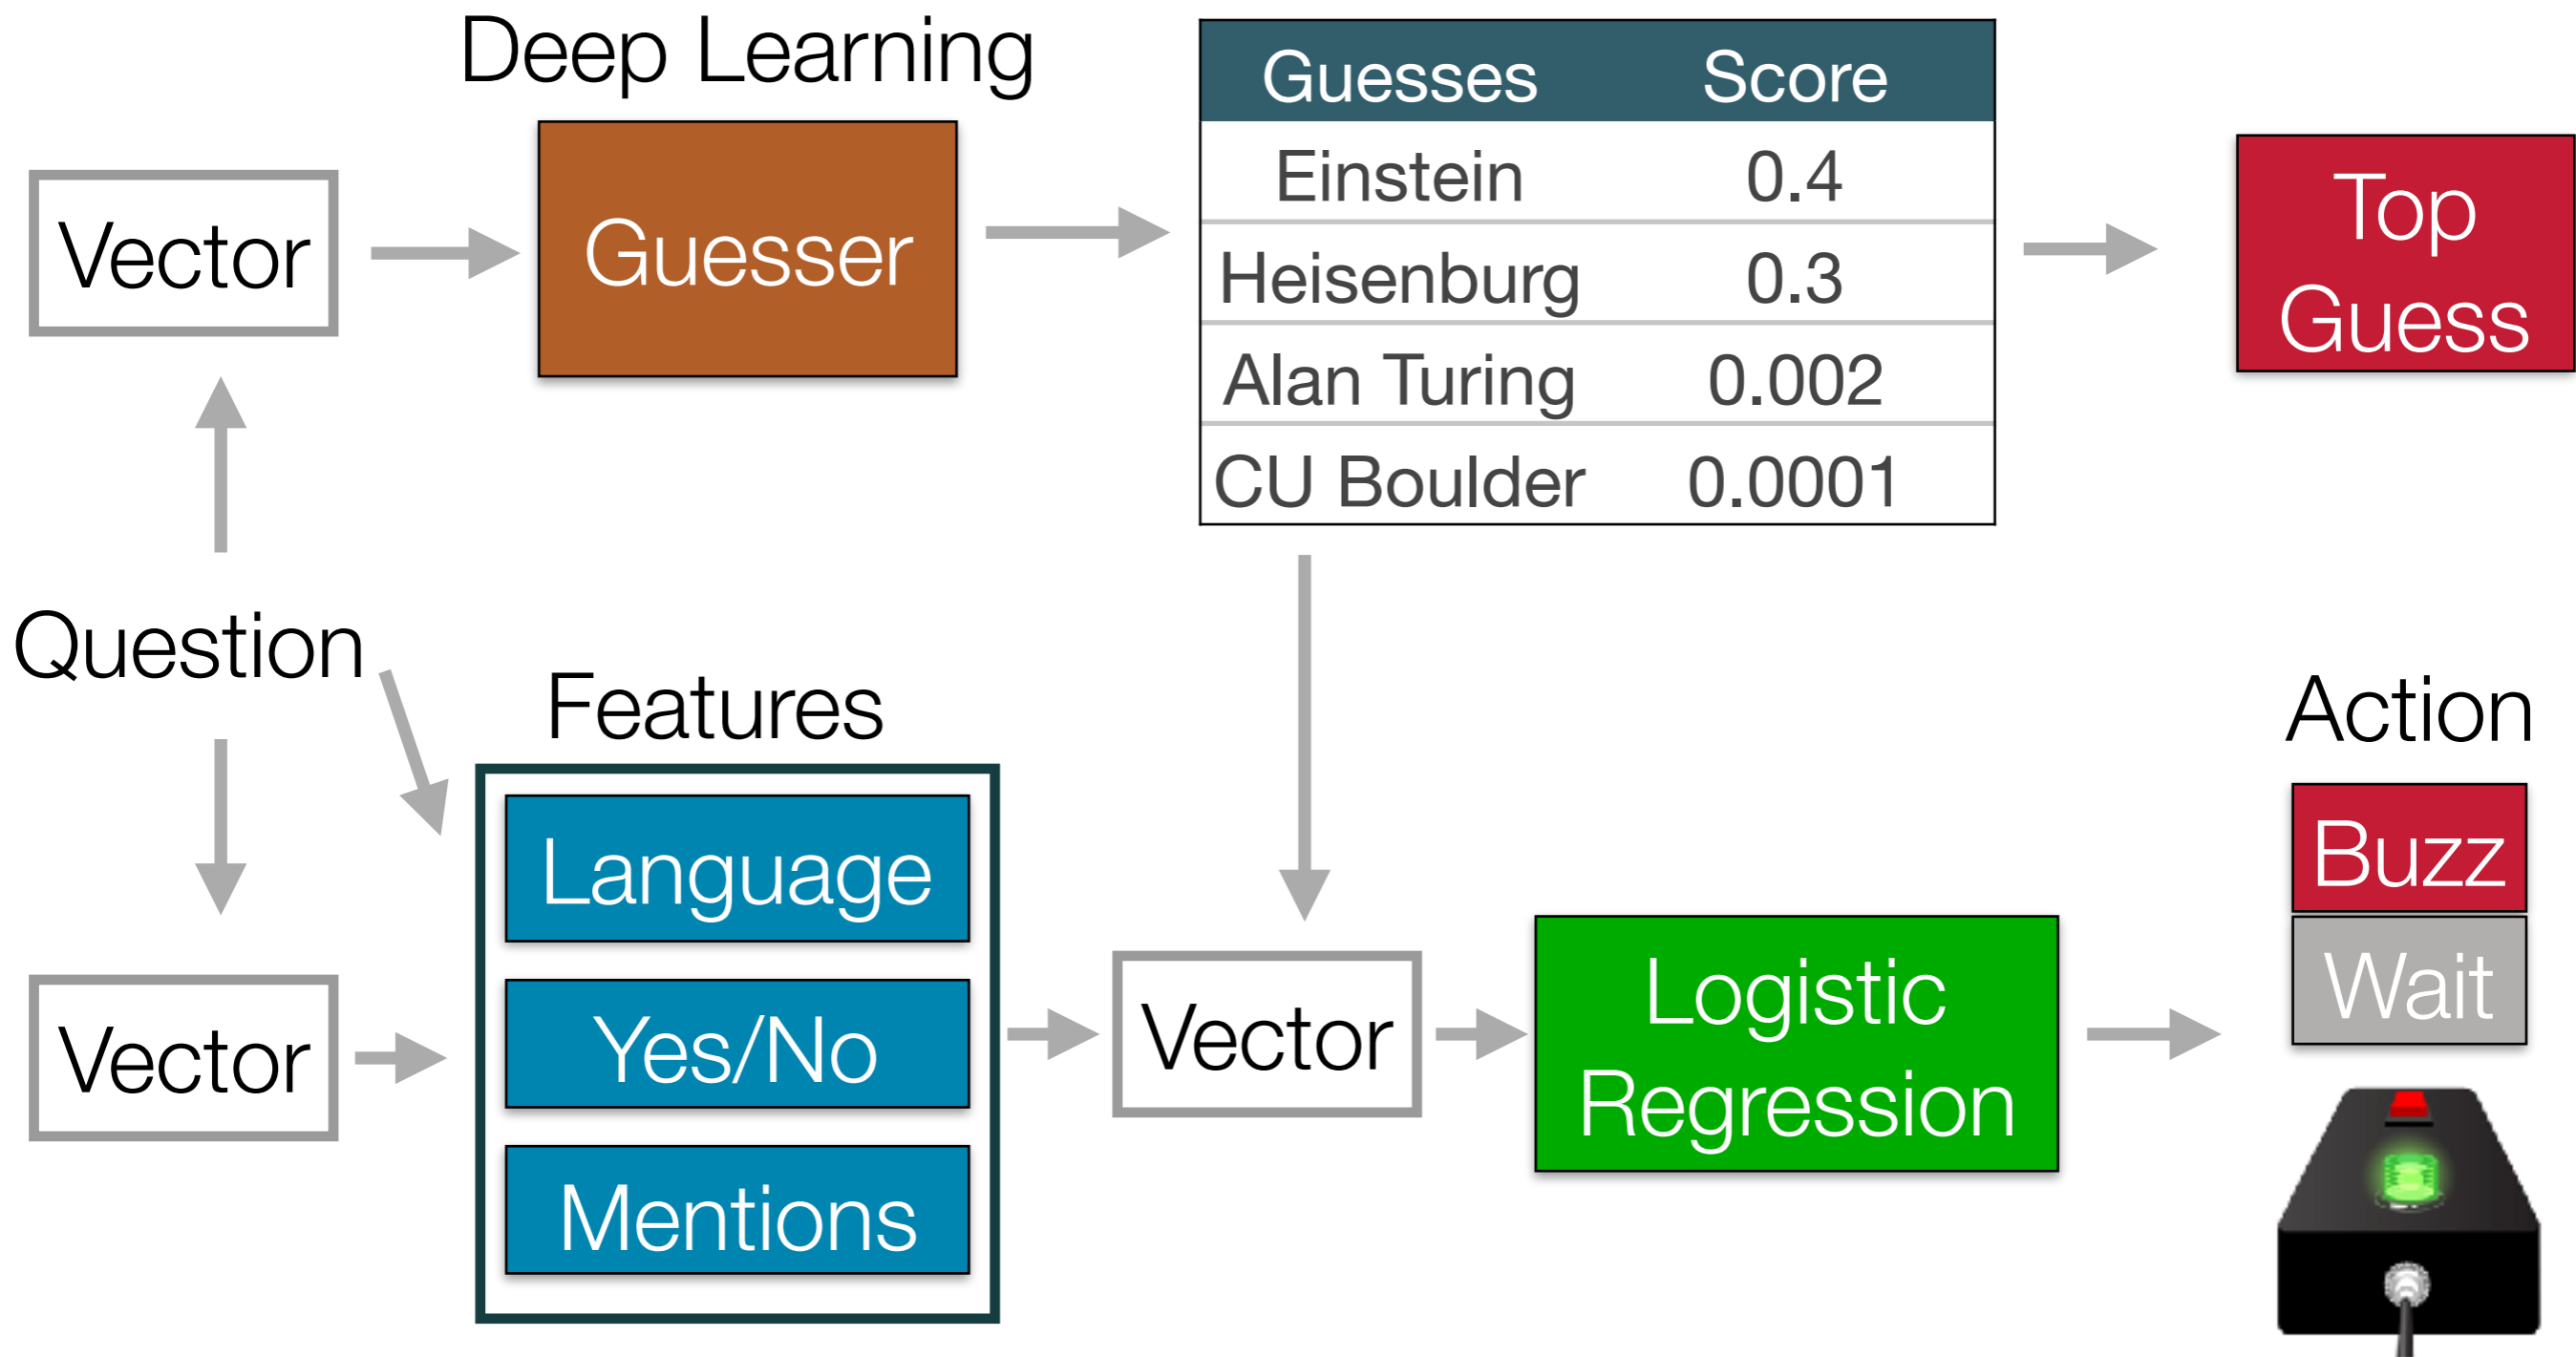 Deep Learning
Vector
Guesser
Guesses Score
Einstein 0.4
Heisenburg 0.3
Alan Turing 0.002
CU Boulder 0.0001
Top
Guess
Question
Features
Vector
Language
Yes/No
Mentions
Vector
Logistic
Regression
Action
Buzz
Wait